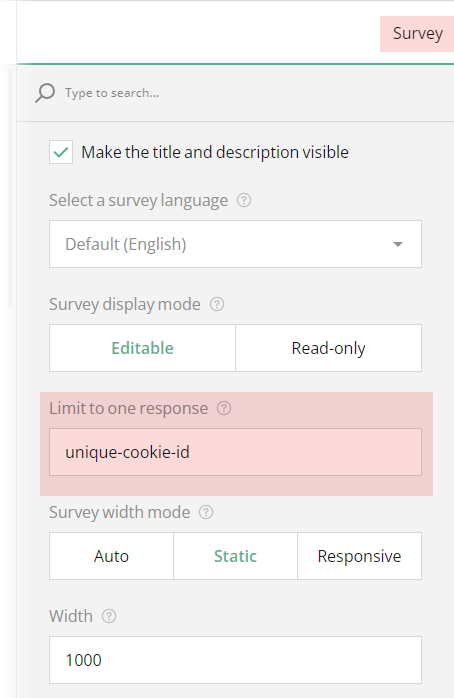 Survey
Type to search...
Make the title and description visible
Select a survey language ?
Default (English)
Survey display mode ?
Editable Read-only
Limit to one response ?
unique-cookie-id
Survey width mode ?
Auto Static Responsive
Width ?
1000